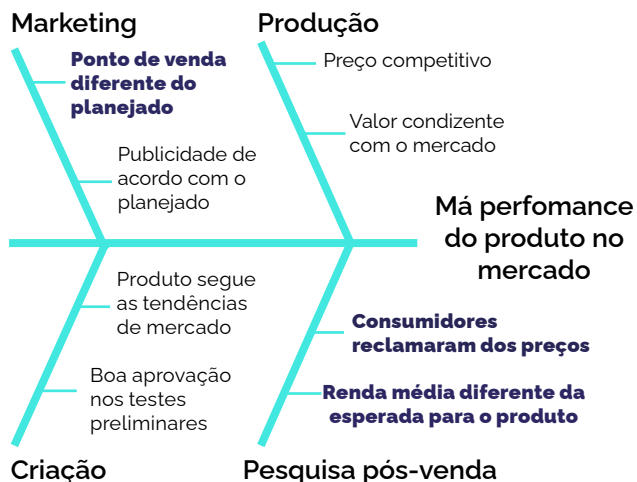 Marketing
Ponto de venda
diferente do
planejado
Publicidade de
acordo com o
planejado
Produção
Preço competitivo
Valor condizente
com o mercado
Má perfomance
do produto no
mercado
Produto segue
as tendências
de mercado
Boa aprovação
nos testes
preliminares
Criação
Consumidores
reclamaram dos preços
Renda média diferente da
esperada para o produto
Pesquisa pós-venda